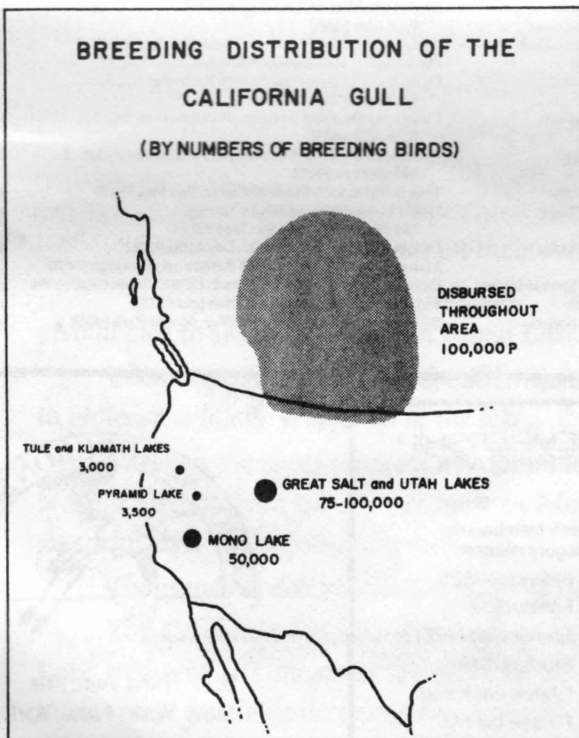 BREEDING DISTRIBUTION OF THE
CALIFORNIA GULL
(BY NUMBERS OF BREEDING BIRDS)
DISBURSED
THROUGHOUT
AREA
100,000P
TULE and KLAMATH LAKES
3,000
PYRAMID LAKE
3,500
GREAT SALT and UTAH LAKES
75-100,000
MONO LAKE
50,000